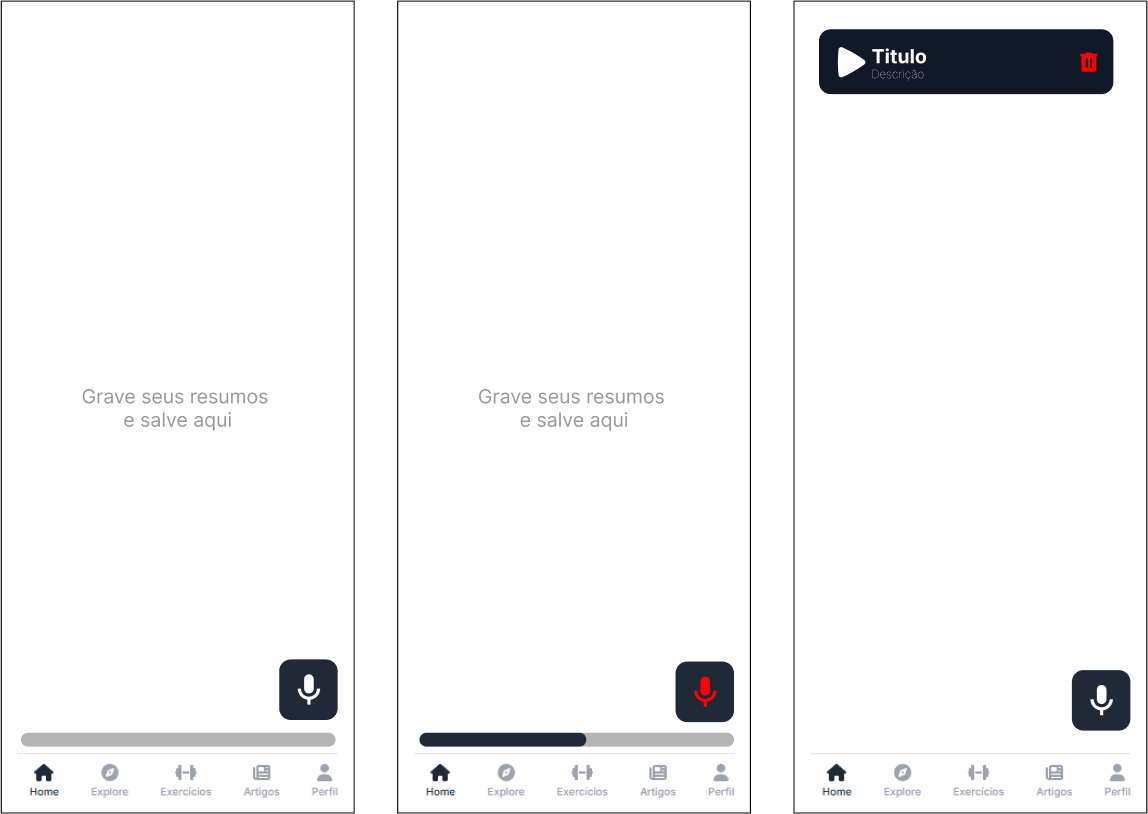 Grave seus resumos
e salve aqui
Home
Explore
Exercícios
Artigos
Perfil
Grave seus resumos
e salve aqui
Home
Explore
Exercícios
Artigos
Perfil
Titulo
Descrição
Home
Explore
Exercícios
Artigos
Perfil